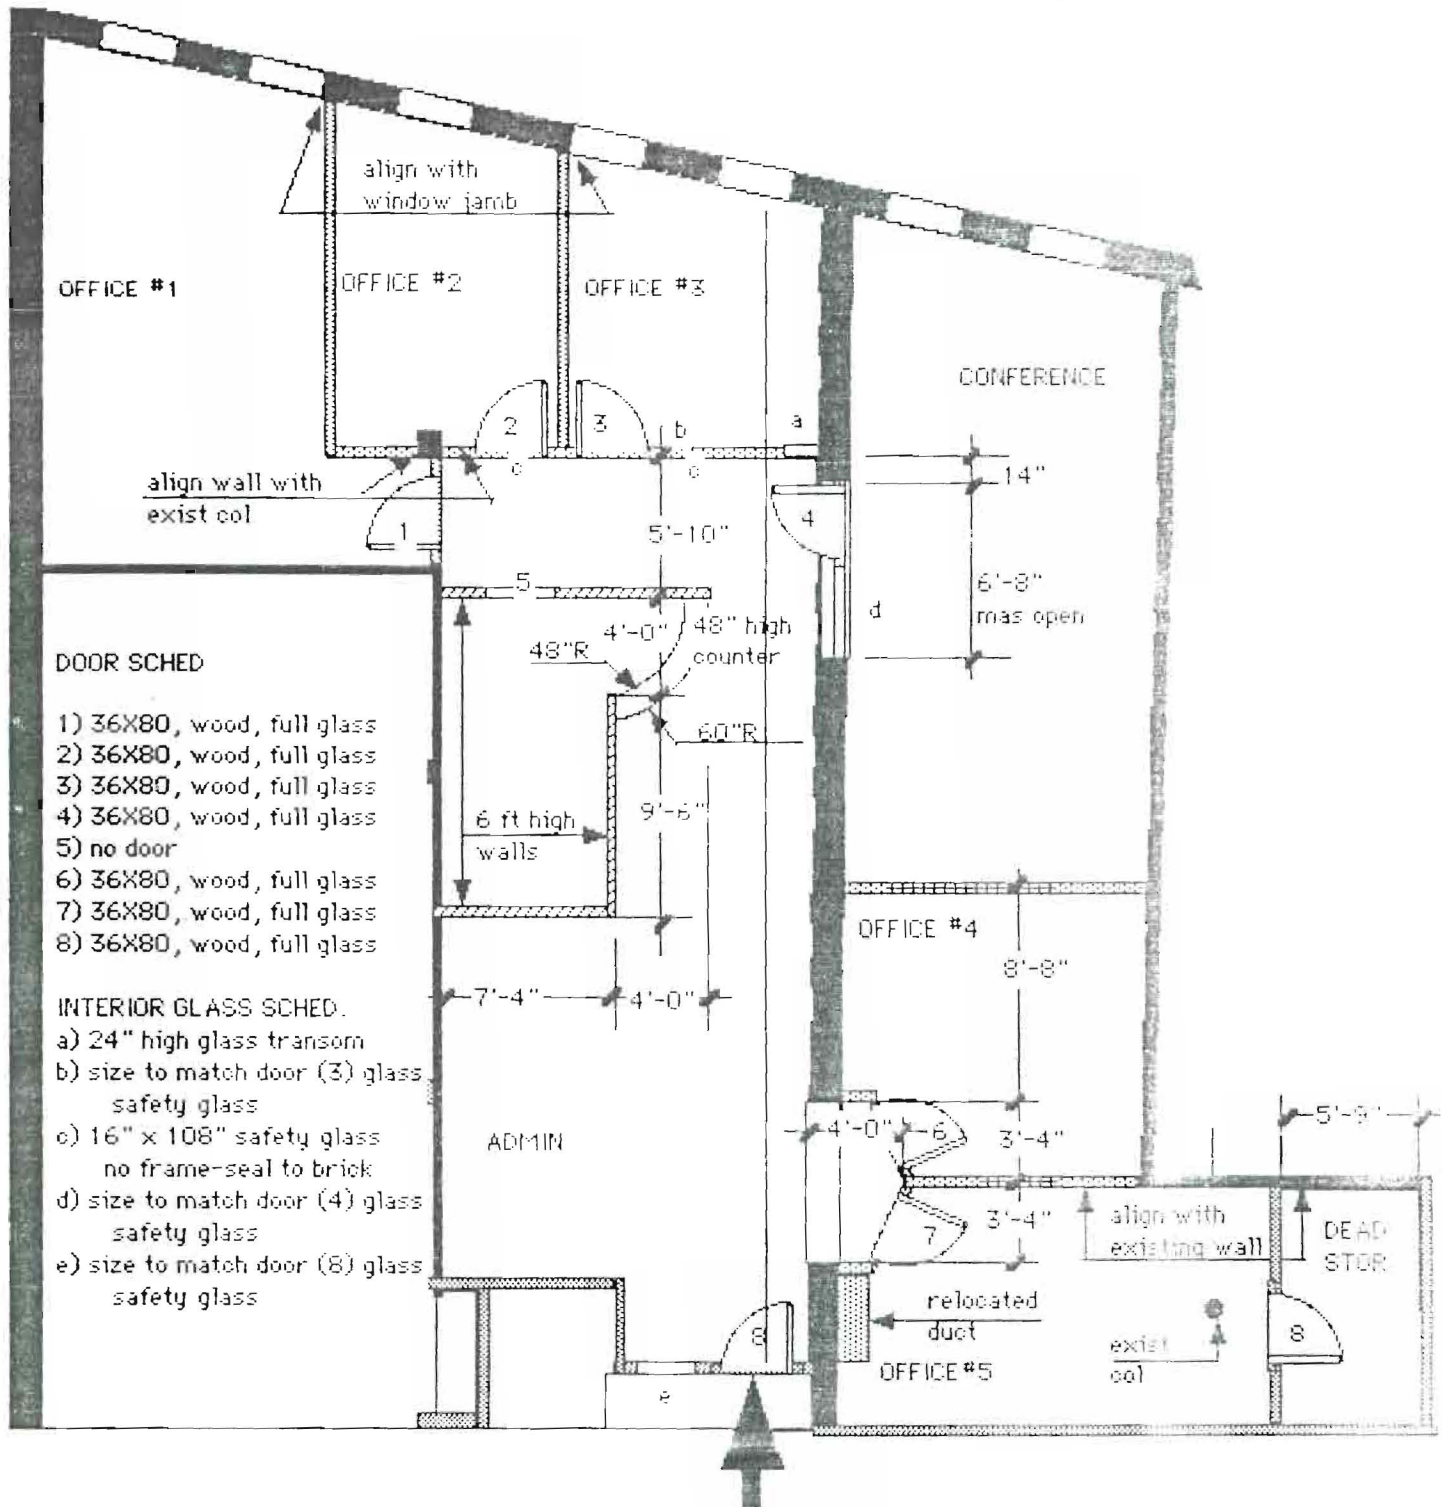 align with
window jamb
OFFICE #1
OFFICE #2
OFFICE #3
CONFERENCE
2
3
b
a
c
c
14"
align wall with
exist col
1
5'-10"
4
5
6'-8"
mas open
d
4'-0"
48" high
counter
48"R
60"R
DOOR SCHED
1) 36X80, wood, full glass
2) 36X80, wood, full glass
3) 36X80, wood, full glass
4) 36X80, wood, full glass
5) no door
6) 36X80, wood, full glass
7) 36X80, wood, full glass
8) 36X80, wood, full glass
6 ft high
walls
9'-6"
OFFICE #4
8'-8"
7'-4"
4'-0"
INTERIOR GLASS SCHED.
a) 24" high glass transom
b) size to match door (3) glass
safety glass
c) 16" x 108" safety glass
no frame-seal to brick
d) size to match door (4) glass
safety glass
e) size to match door (8) glass
safety glass
ADMIN
4'-0"
6
3'-4"
5'-9"
7
3'-4"
align with
existing wall
DEAD
STOR
relocated
duct
8
exist
col
8
OFFICE #5
e